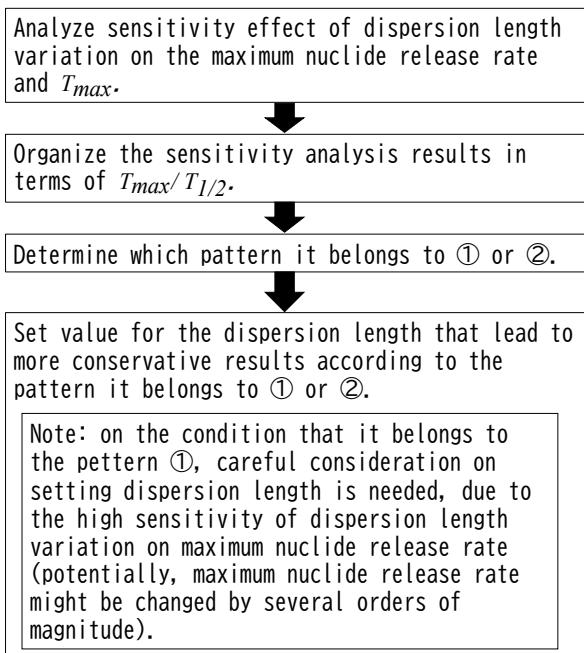 Analyze sensitivity effect of dispersion length
variation on the maximum nuclide release rate
and Tmax.
Organize the sensitivity analysis results in
terms of Tmax/ T1/2.
Determine which pattern it belongs to ① or ②.
Set value for the dispersion length that lead to
more conservative results according to the
pattern it belongs to ① or ②.
Note: on the condition that it belongs to
the pettern ①, careful consideration on
setting dispersion length is needed, due to
the high sensitivity of dispersion length
variation on maximum nuclide release rate
(potentially, maximum nuclide release rate
might be changed by several orders of
magnitude).